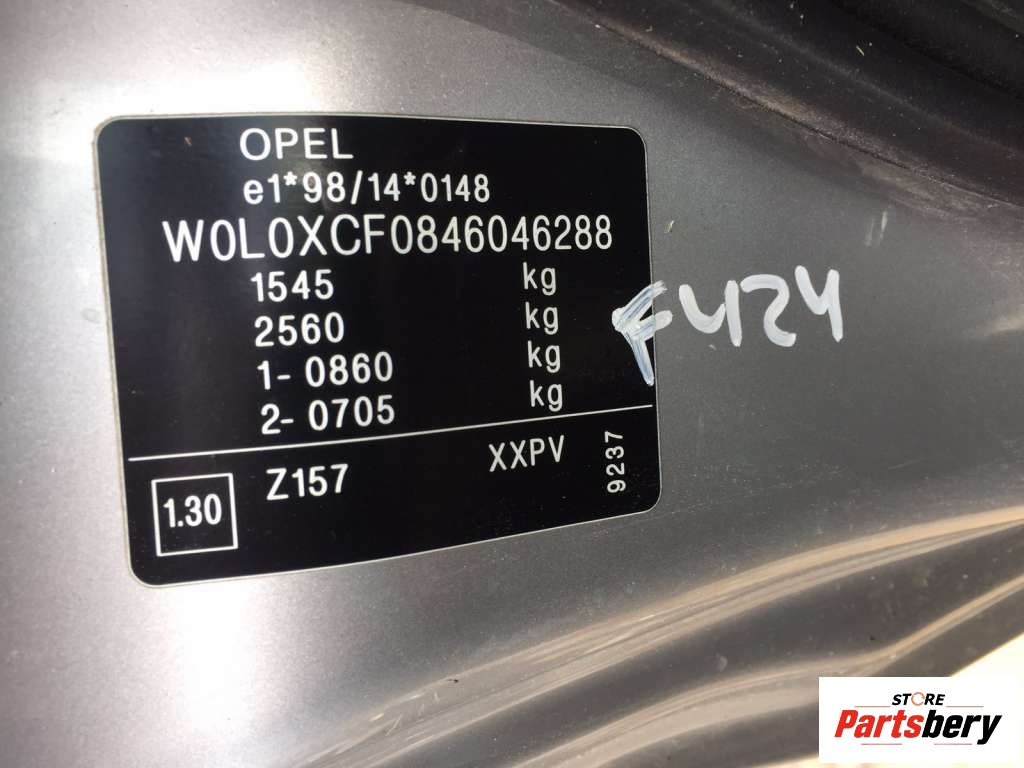 OPEL
e1*98/14*0148
W0L0XCF0846046288
1545 kg
2560 kg
1- 0860 kg
2- 0705 kg
F424
1.30 Z157 XXPV 9237
STORE
Partsbery